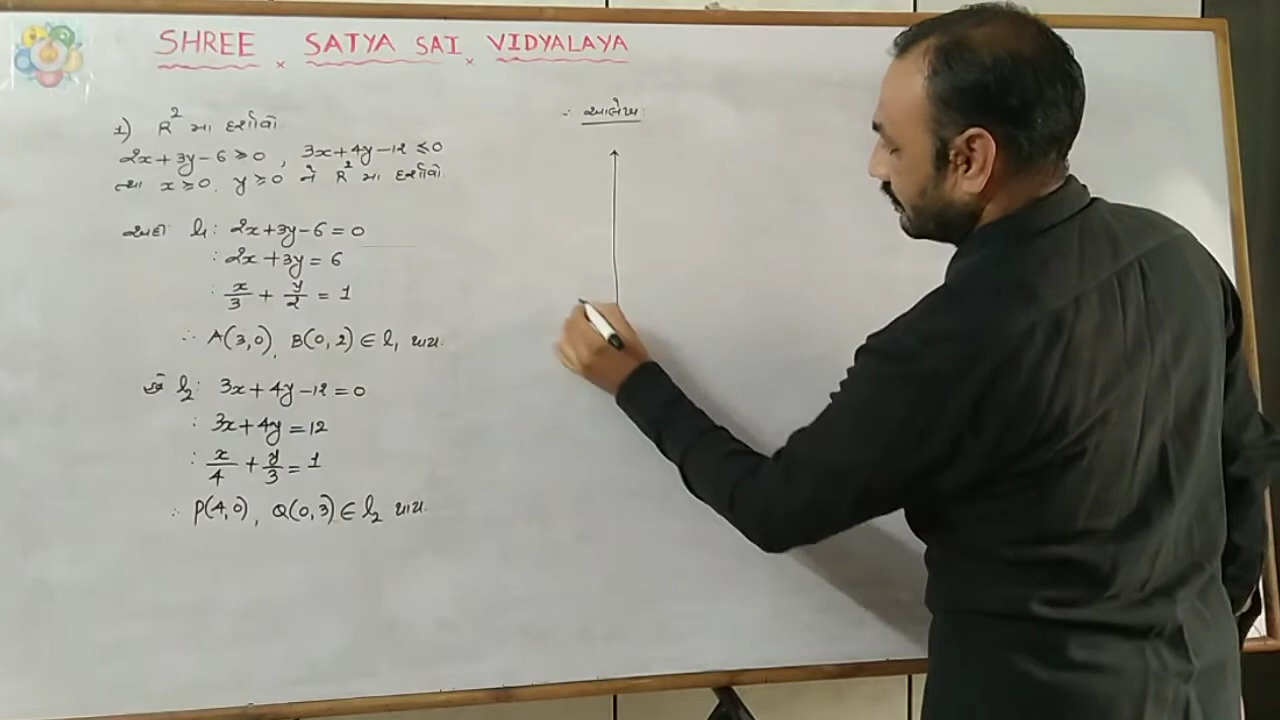 SHREE × SATYA SAI × VIDYALAYA
1) R² મા દર્શાવો
2x+3y-6 ≥ 0 , 3x+4y-12 ≤ 0
તથા x ≥ 0, y ≥ 0 ને R² મા દર્શાવો.
અહી l₁: 2x+3y-6 = 0
: 2x+3y = 6
: x/3 + y/2 = 1
∴ A(3,0), B(0,2) ∈ l₁ થાય.
l₂: 3x+4y-12 = 0
: 3x+4y = 12
: x/4 + y/3 = 1
∴ P(4,0), Q(0,3) ∈ l₂ થાય.
∴ આલેખ: